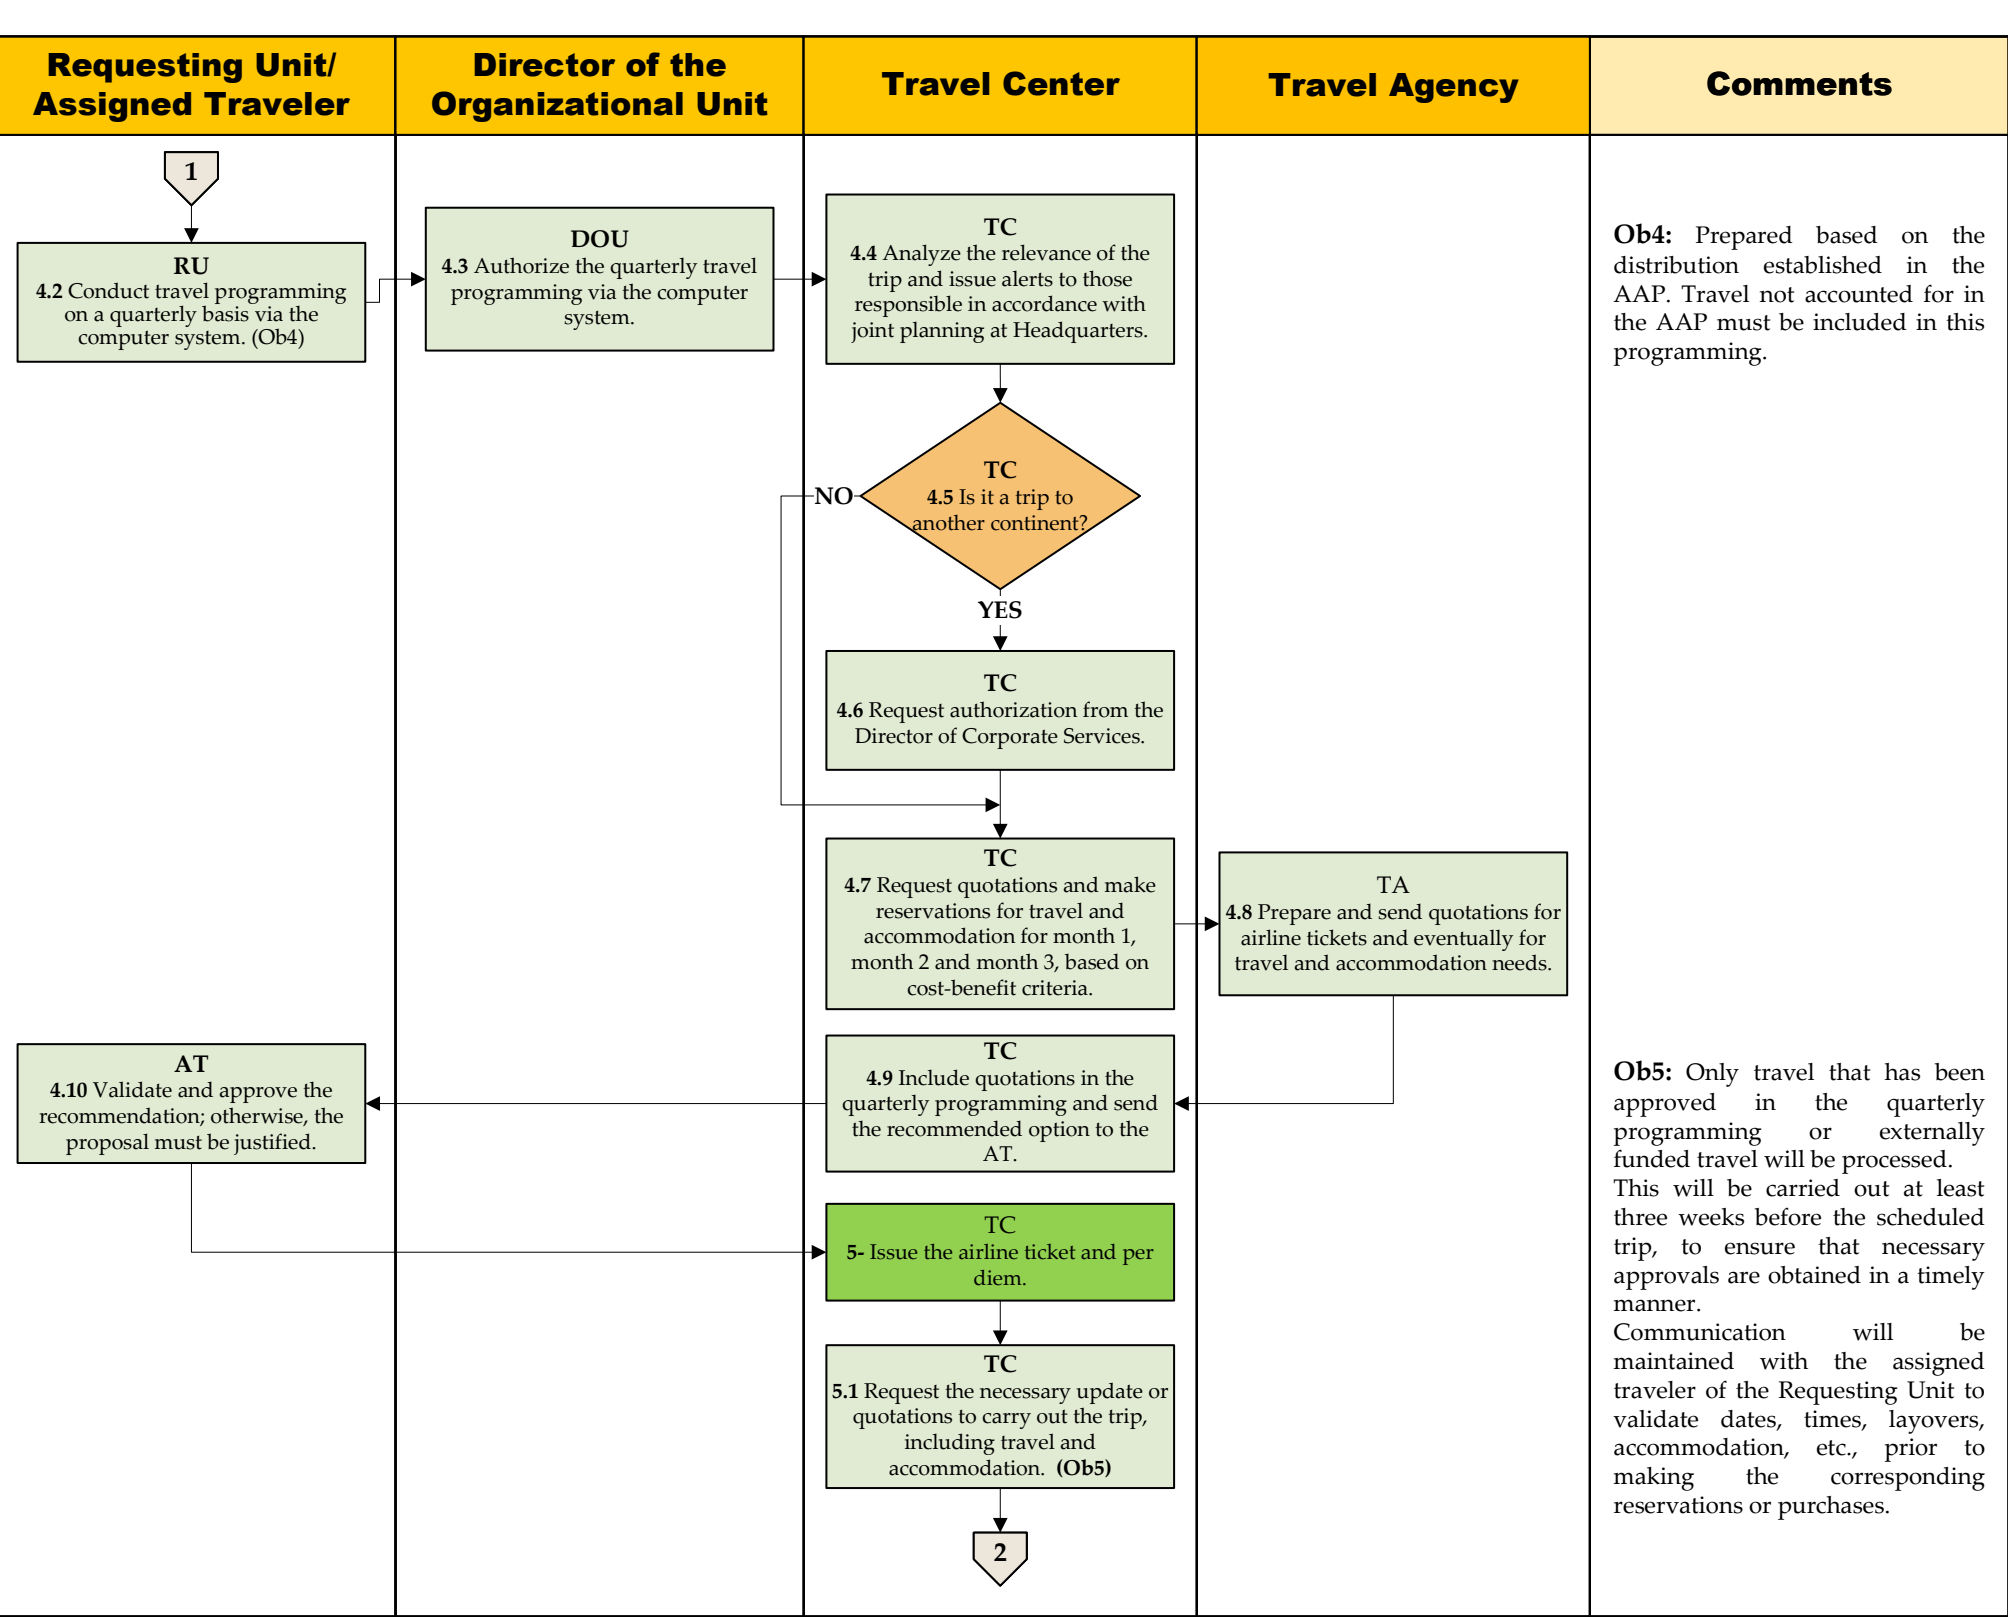 Requesting Unit/
Assigned Traveler
Director of the
Organizational Unit
Travel Center
Travel Agency
Comments
1
RU
4.2 Conduct travel programming
on a quarterly basis via the
computer system. (Ob4)
DOU
4.3 Authorize the quarterly travel
programming via the computer
system.
TC
4.4 Analyze the relevance of the
trip and issue alerts to those
responsible in accordance with
joint planning at Headquarters.
Ob4: Prepared based on the
distribution established in the
AAP. Travel not accounted for in
the AAP must be included in this
programming.
TC
4.5 Is it a trip to
another continent?
NO
YES
TC
4.6 Request authorization from the
Director of Corporate Services.
TC
4.7 Request quotations and make
reservations for travel and
accommodation for month 1,
month 2 and month 3, based on
cost-benefit criteria.
TA
4.8 Prepare and send quotations for
airline tickets and eventually for
travel and accommodation needs.
TC
4.9 Include quotations in the
quarterly programming and send
the recommended option to the
AT.
AT
4.10 Validate and approve the
recommendation; otherwise, the
proposal must be justified.
TC
5- Issue the airline ticket and per
diem.
TC
5.1 Request the necessary update or
quotations to carry out the trip,
including travel and
accommodation. (Ob5)
2
Ob5: Only travel that has been
approved in the quarterly
programming or externally
funded travel will be processed.
This will be carried out at least
three weeks before the scheduled
trip, to ensure that necessary
approvals are obtained in a timely
manner.
Communication will be
maintained with the assigned
traveler of the Requesting Unit to
validate dates, times, layovers,
accommodation, etc., prior to
making the corresponding
reservations or purchases.